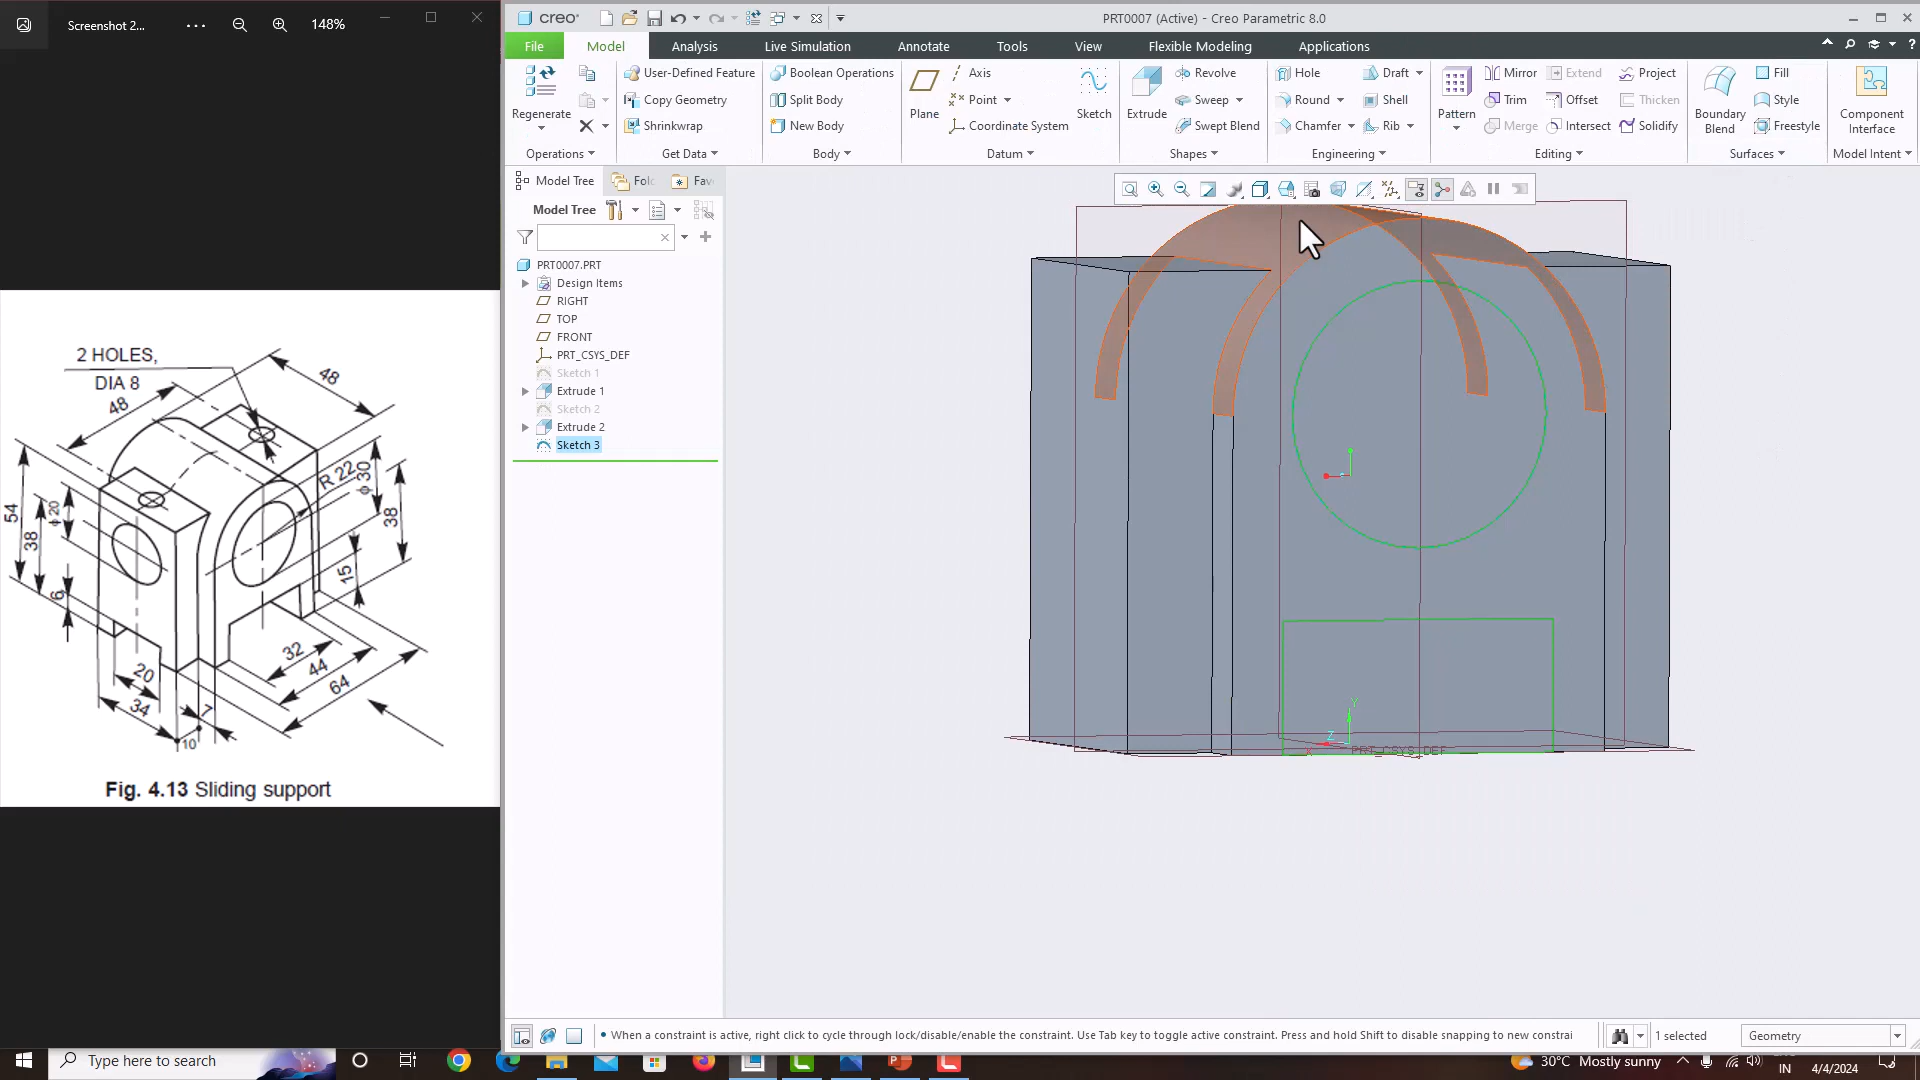 Screenshot 2...
148%
2 HOLES,
DIA 8
48
48
R 22
φ 30
φ 20
54
38
38
6
15
20
34
7
10
32
44
64
Fig. 4.13 Sliding support
creo
PRT0007 (Active) - Creo Parametric 8.0
File
Model
Analysis
Live Simulation
Annotate
Tools
View
Flexible Modeling
Applications
Regenerate
User-Defined Feature
Copy Geometry
Shrinkwrap
Boolean Operations
Split Body
New Body
Plane
Axis
Point
Coordinate System
Sketch
Extrude
Revolve
Sweep
Swept Blend
Hole
Round
Chamfer
Draft
Shell
Rib
Pattern
Mirror
Trim
Merge
Extend
Offset
Intersect
Project
Thicken
Solidify
Boundary
Blend
Fill
Style
Freestyle
Component
Interface
Operations
Get Data
Body
Datum
Shapes
Engineering
Editing
Surfaces
Model Intent
Model Tree
Fol
Fav
Model Tree
PRT0007.PRT
Design Items
RIGHT
TOP
FRONT
PRT_CSYS_DEF
Sketch 1
Extrude 1
Sketch 2
Extrude 2
Sketch 3
Y
Z
X
PRT_CSYS_DEF
• When a constraint is active, right click to cycle through lock/disable/enable the constraint. Use Tab key to toggle active constraint. Press and hold Shift to disable snapping to new constrai
1 selected
Geometry
Type here to search
30°C Mostly sunny
IN
4/4/2024